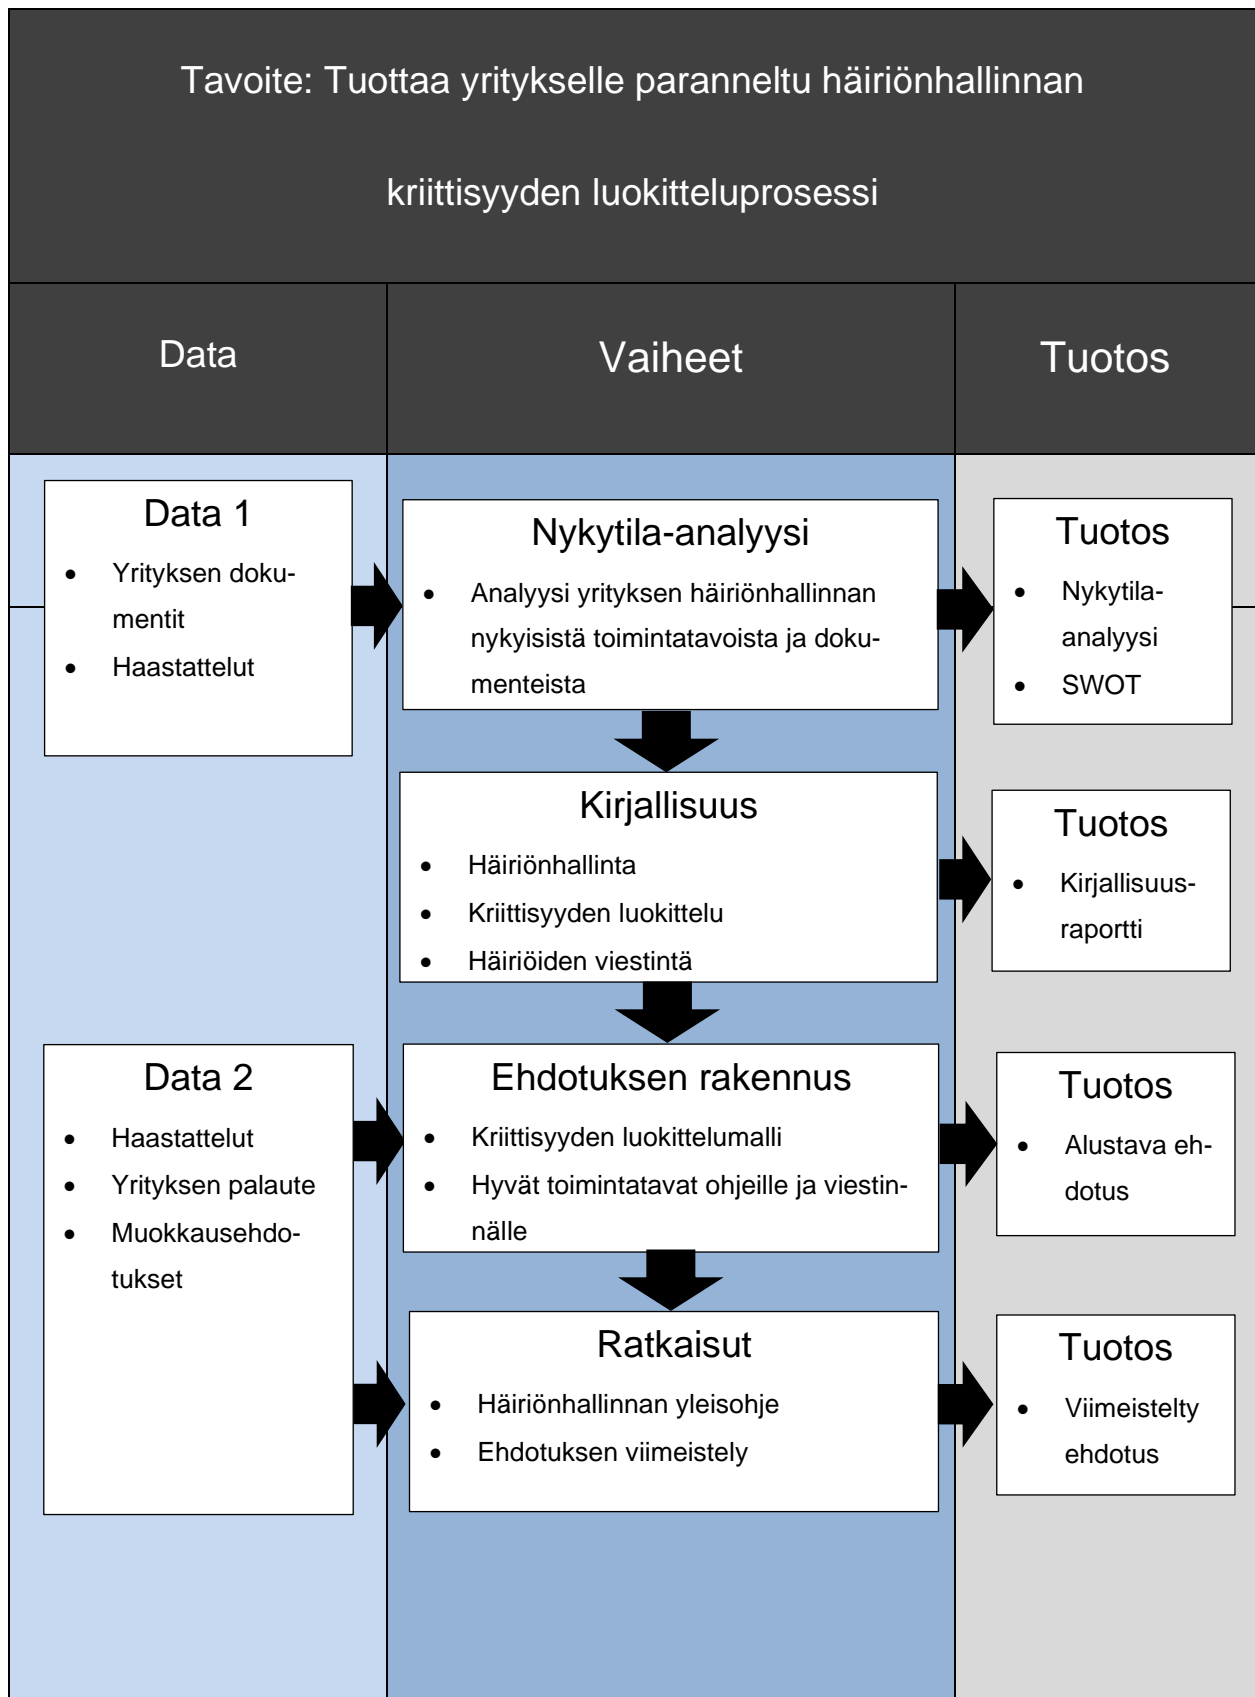 Tavoite: Tuottaa yritykselle paranneltu häiriönhallinnan
kriittisyyden luokitteluprosessi
Data
Vaiheet
Tuotos
Data 1
• Yrityksen doku-
mentit
• Haastattelut
Nykytila-analyysi
• Analyysi yrityksen häiriönhallinnan
nykyisistä toimintatavoista ja doku-
menteista
Tuotos
• Nykytila-
analyysi
• SWOT
Kirjallisuus
• Häiriönhallinta
• Kriittisyyden luokittelu
• Häiriöiden viestintä
Tuotos
• Kirjallisuus-
raportti
Data 2
• Haastattelut
• Yrityksen palaute
• Muokkausehdo-
tukset
Ehdotuksen rakennus
• Kriittisyyden luokittelumalli
• Hyvät toimintatavat ohjeille ja viestin-
nälle
Tuotos
• Alustava eh-
dotus
Ratkaisut
• Häiriönhallinnan yleisohje
• Ehdotuksen viimeistely
Tuotos
• Viimeistelty
ehdotus